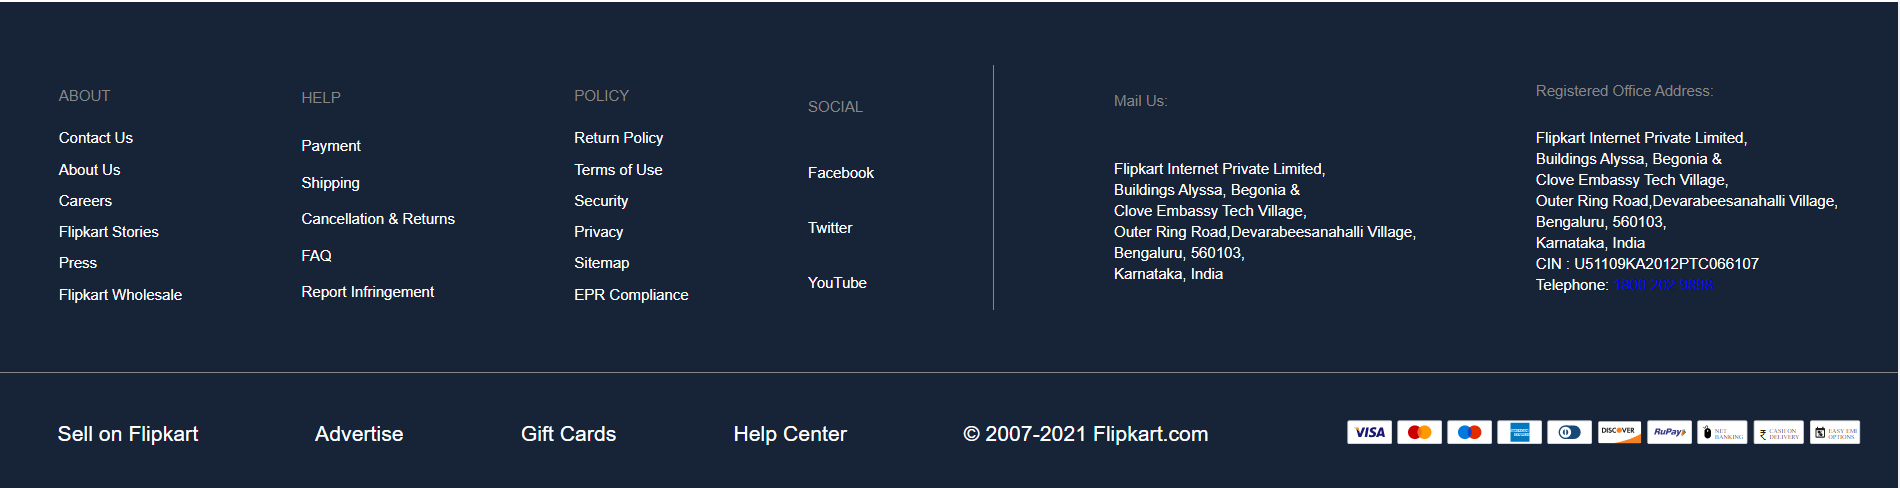 ABOUT
Contact Us
About Us
Careers
Flipkart Stories
Press
Flipkart Wholesale
HELP
Payment
Shipping
Cancellation & Returns
FAQ
Report Infringement
POLICY
Return Policy
Terms of Use
Security
Privacy
Sitemap
EPR Compliance
SOCIAL
Facebook
Twitter
YouTube
Mail Us:
Flipkart Internet Private Limited,
Buildings Alyssa, Begonia &
Clove Embassy Tech Village,
Outer Ring Road,Devarabeesanahalli Village,
Bengaluru, 560103,
Karnataka, India
Registered Office Address:
Flipkart Internet Private Limited,
Buildings Alyssa, Begonia &
Clove Embassy Tech Village,
Outer Ring Road,Devarabeesanahalli Village,
Bengaluru, 560103,
Karnataka, India
CIN : U51109KA2012PTC066107
Telephone: 1800 202 9898
Sell on Flipkart
Advertise
Gift Cards
Help Center
© 2007-2021 Flipkart.com
VISA
DISCOVER
RuPay
NET
BANKING
CASH ON
DELIVERY
EASY EMI
OPTIONS